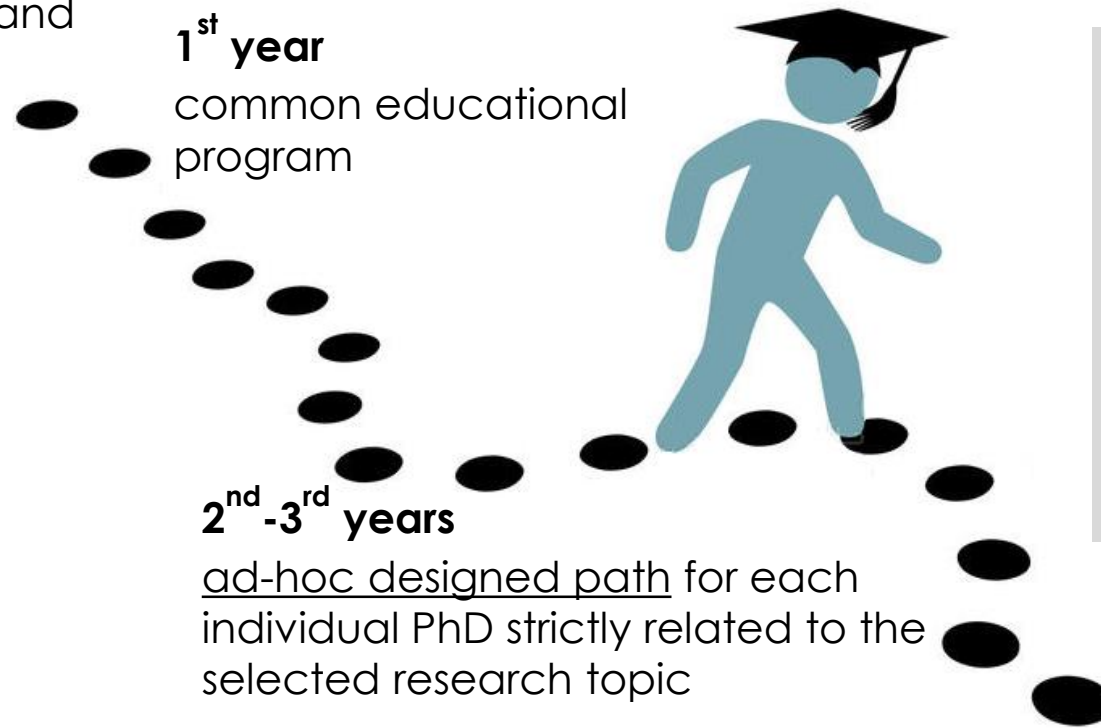 and
1st year
common educational
program
2nd-3rd years
ad-hoc designed path for each
individual PhD strictly related to the
selected research topic